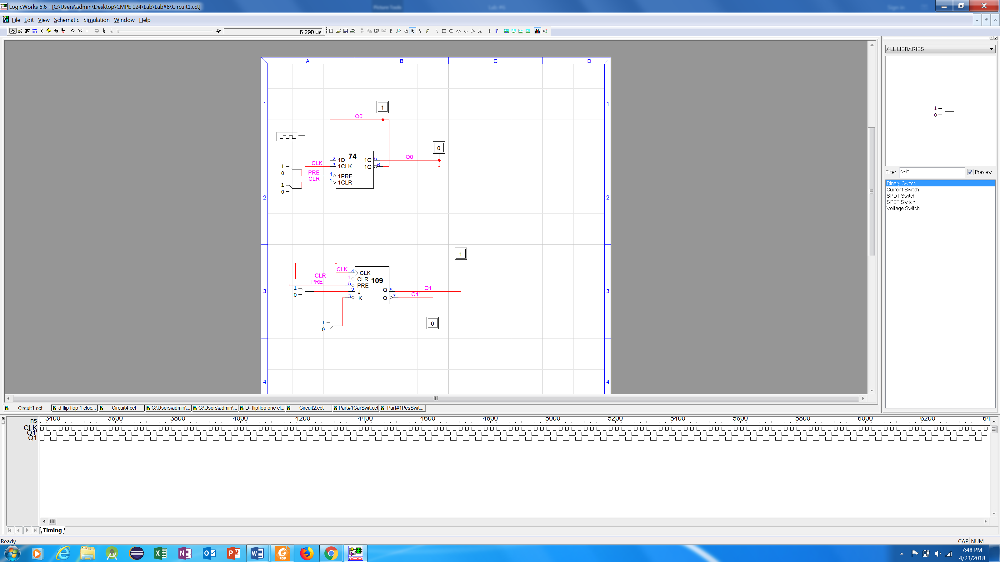 LogicWorks 5.6 - [C:\Users\admin\Desktop\CMPE 124\Lab\Lab#8\Circuit1.cct]
Picture Tools
Sign in
File Edit View Schematic Simulation Window Help
6.390 us
A B C D
1 1
1
Q0'
0
74
2 1D 1Q 5 Q0
CLK 3 1CLK 1Q 6
1
0
PRE 4 1PRE
CLR 1 1CLR
1
0
2 2
1
CLK 4 CLK
CLR 1 CLR 109
PRE 5 PRE
1
0
2 J Q 6 Q1
3 K Q 7 Q1'
3 3
1
0
0
4 4
ALL LIBRARIES
1
0
Filter: swit Preview
Binary Switch
Current Switch
SPDT Switch
SPST Switch
Voltage Switch
Circuit1.cct d flip flop 1 cloc... Circuit4.cct C:\Users\admin\... C:\Users\admin\... D- flipflop one cl... Circuit2.cct Part#1CarSwit.cct Part#1PesSwit...
ns 3400 3600 3800 4000 4200 4400 4600 4800 5000 5200 5400 5600 5800 6000 6200 64
CLK
Q1'
Q1
Timing
Ready CAP NUM
7:48 PM
4/23/2018